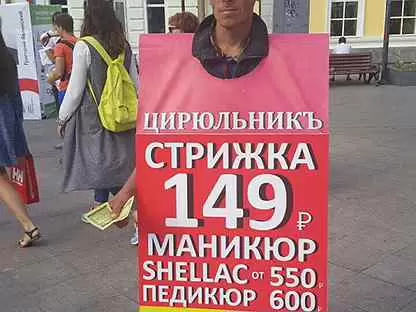 ЦИРЮЛЬНИКЪ
СТРИЖКА
149 ₽
МАНИКЮР
SHELLAC ОТ 550 ₽
ПЕДИКЮР 600 ₽